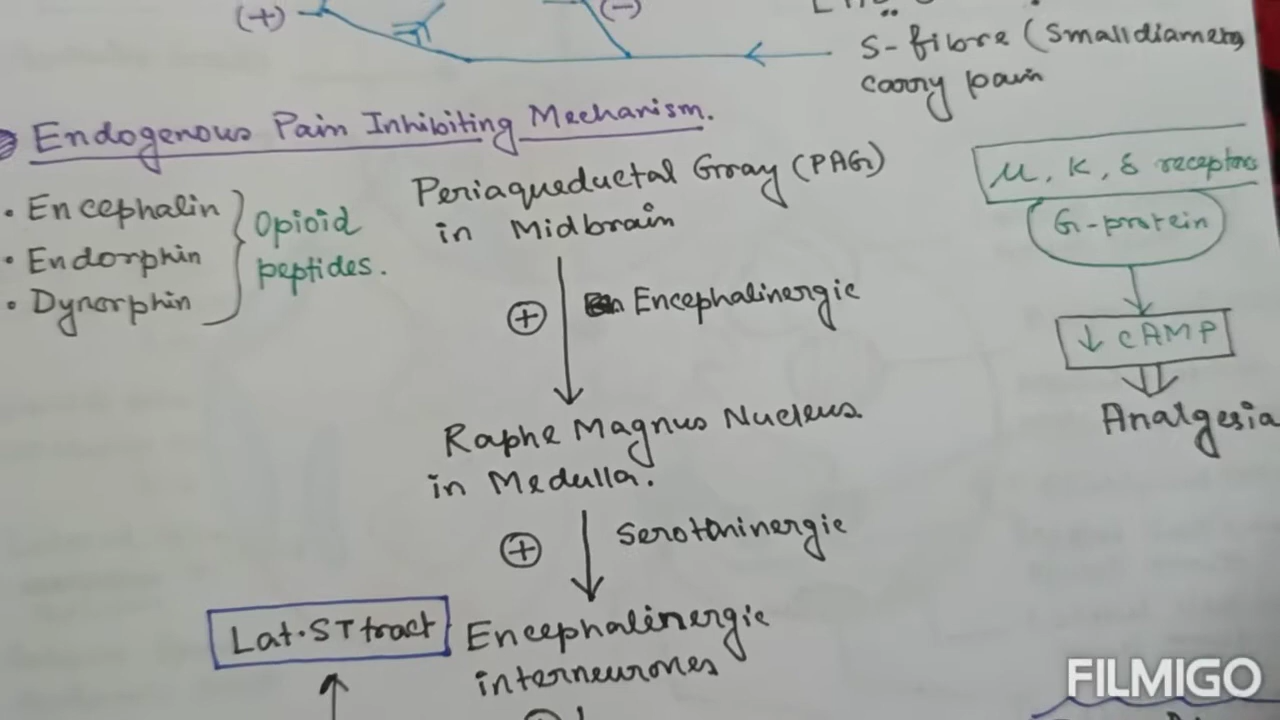 (+)
(-)
S-fibre (Small diameter,
carry pain
Endogenous Pain Inhibiting Mechanism.
• Encephalin
• Endorphin
• Dynorphin
Opioid
peptides.
Periaqueductal Gray (PAG)
in Midbrain
+ Encephalinergic
Raphe Magnus Nucleus
in Medulla.
+ Serotoninergic
Lat. ST tract
Encephalinergic
interneurones
μ, K, δ receptors
G-protein
↓ cAMP
Analgesia
FILMIGO